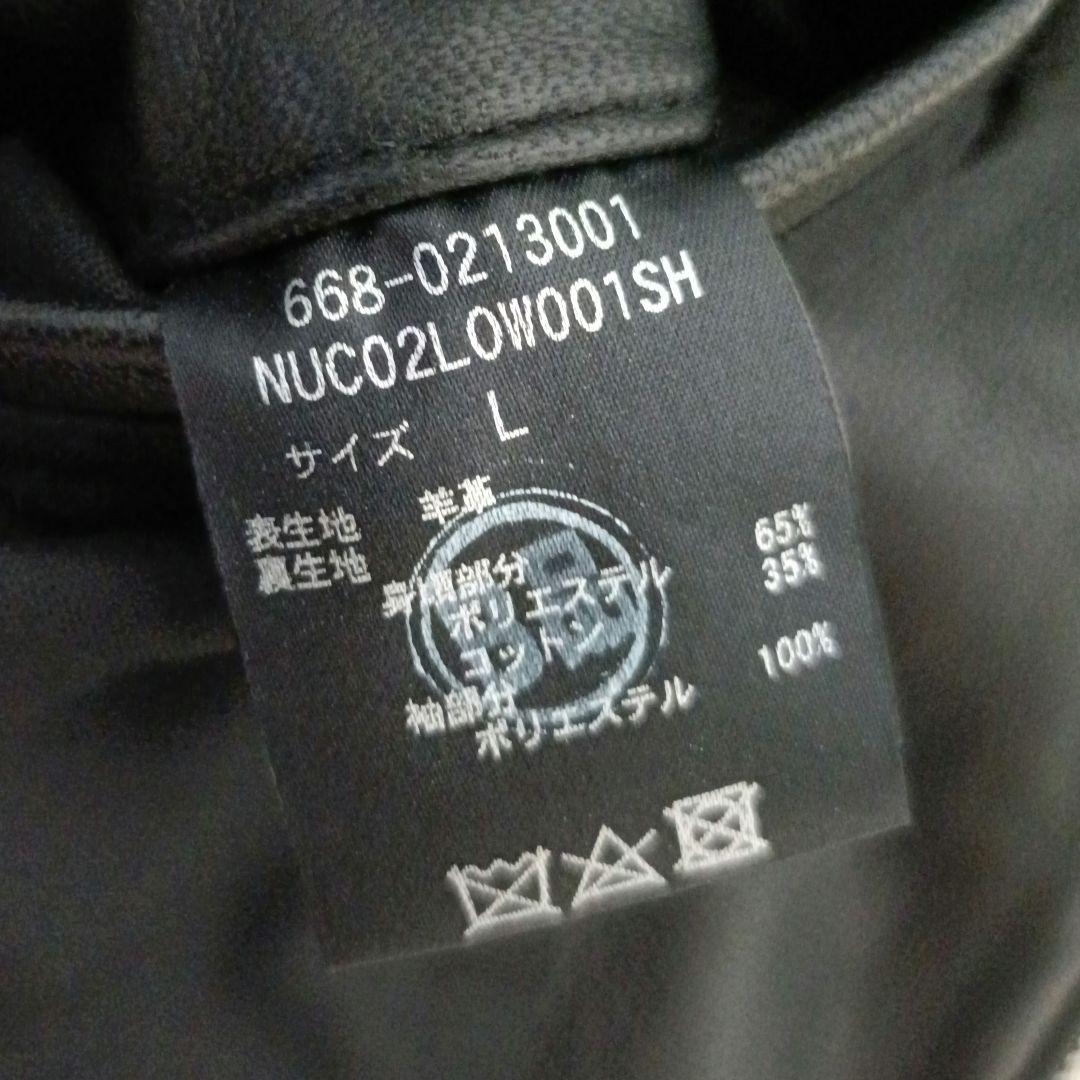 668-0213001
NUC02LOW001SH
サイズ L
表生地 羊革
裏生地
身頃部分
ポリエステル 65%
コットン 35%
袖部分
ポリエステル 100%